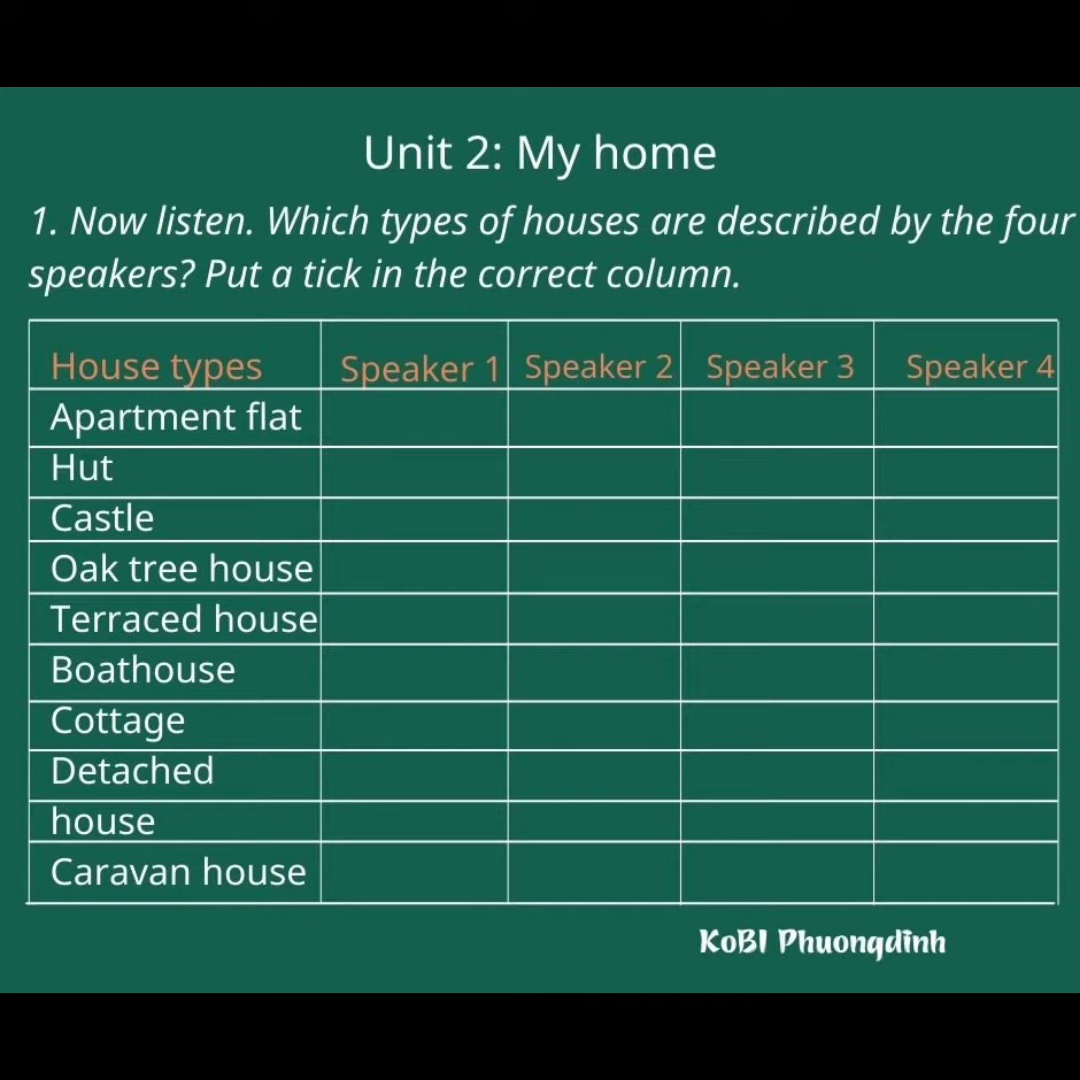 Unit 2: My home
1. Now listen. Which types of houses are described by the four
speakers? Put a tick in the correct column.
House types Speaker 1 Speaker 2 Speaker 3 Speaker 4
Apartment flat
Hut
Castle
Oak tree house
Terraced house
Boathouse
Cottage
Detached
house
Caravan house
KoBI Phuongdinh